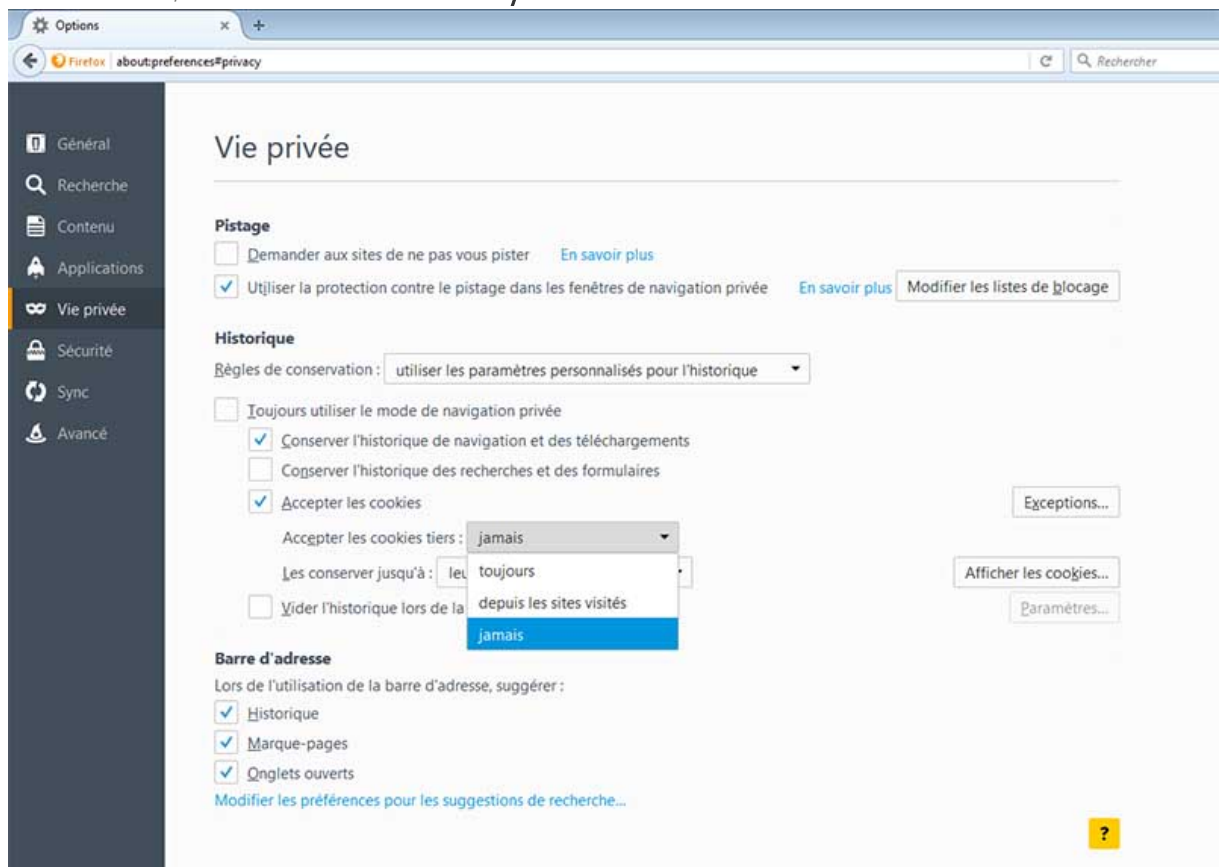 Options
Firefox about:preferences#privacy
Rechercher
Général
Recherche
Contenu
Applications
Vie privée
Sécurité
Sync
Avancé
Vie privée
Pistage
Demander aux sites de ne pas vous pister En savoir plus
Utiliser la protection contre le pistage dans les fenêtres de navigation privée En savoir plus Modifier les listes de blocage
Historique
Règles de conservation : utiliser les paramètres personnalisés pour l'historique
Toujours utiliser le mode de navigation privée
Conserver l'historique de navigation et des téléchargements
Conserver l'historique des recherches et des formulaires
Accepter les cookies Exceptions...
Accepter les cookies tiers : jamais
Les conserver jusqu'à : toujours Afficher les cookies...
depuis les sites visités
Vider l'historique lors de la Paramètres...
jamais
Barre d'adresse
Lors de l'utilisation de la barre d'adresse, suggérer :
Historique
Marque-pages
Onglets ouverts
Modifier les préférences pour les suggestions de recherche...
?